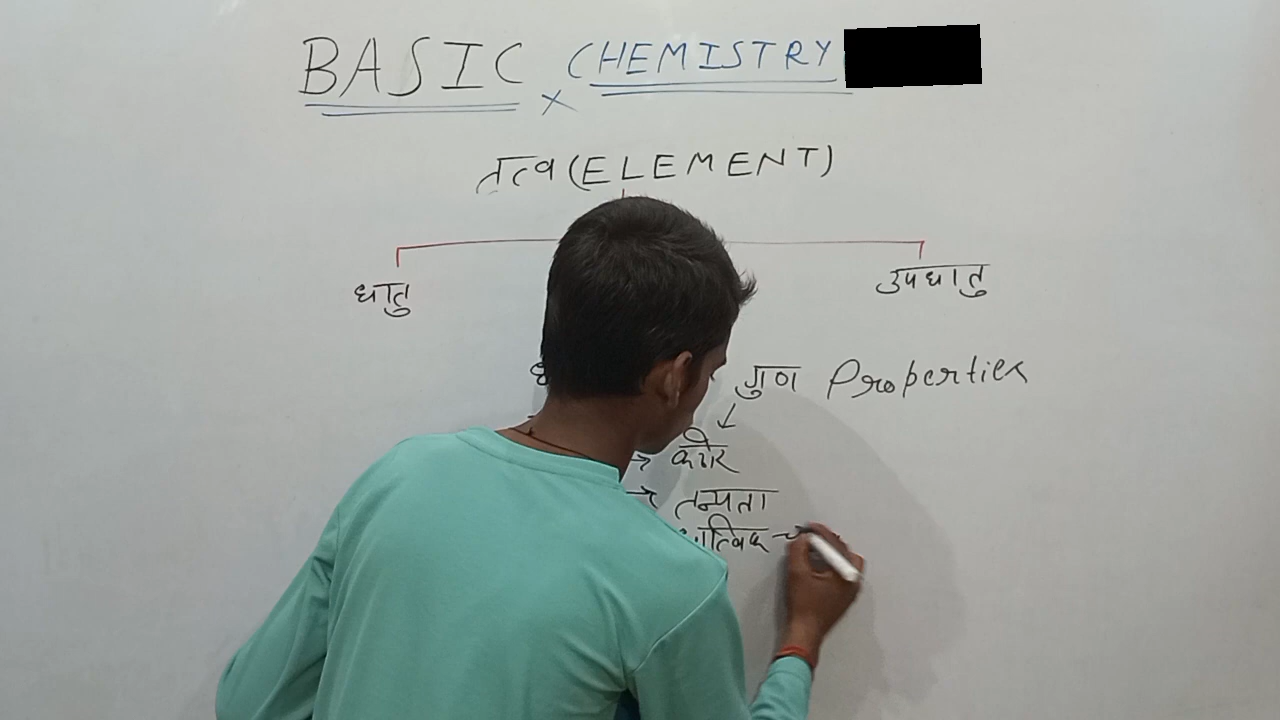 BASIC CHEMISTRY
तत्व (ELEMENT)
धातु उपधातु
गुण Properties
↓
→ कठोर
→ तन्यता